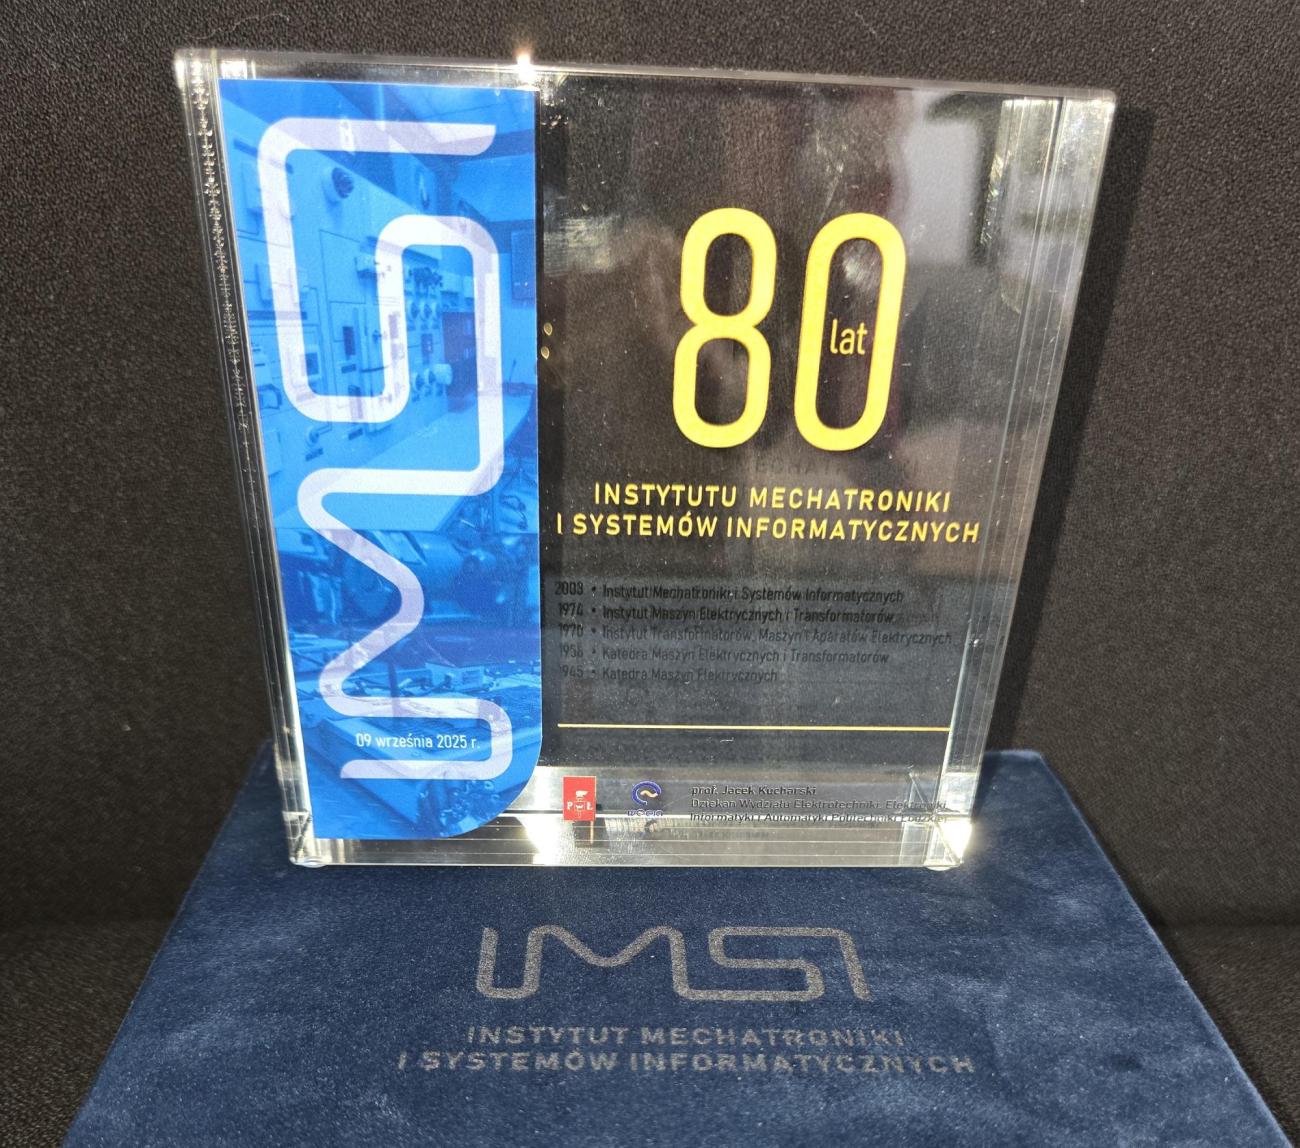 IMSI
09 września 2025 r.
80
lat
INSTYTUTU MECHATRONIKI
I SYSTEMÓW INFORMATYCZNYCH
2003 • Instytut Mechatroniki i Systemów Informatycznych
1974 • Instytut Maszyn Elektrycznych i Transformatorów
1970 • Instytut Transformatorów, Maszyn i Aparatów Elektrycznych
• Katedra Maszyn Elektrycznych i Transformatorów
1945 • Katedra Maszyn Elektrycznych
P Ł
prof. Jacek Kucharski
Dziekan Wydziału Elektrotechniki, Elektroniki,
Informatyki i Automatyki Politechniki Łódzkiej
IMSI
INSTYTUT MECHATRONIKI
I SYSTEMÓW INFORMATYCZNYCH